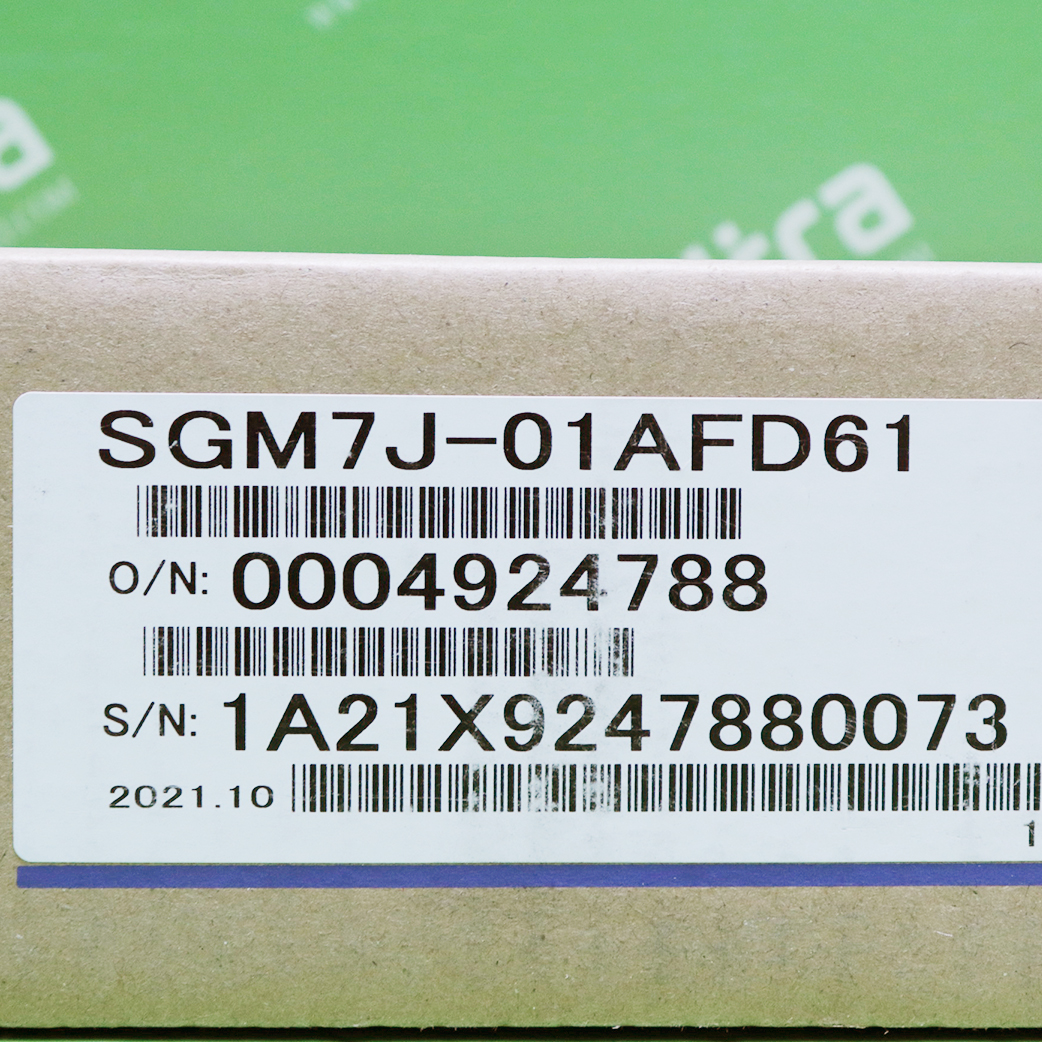 SGM7J-01AFD61
O/N: 0004924788
S/N: 1A21X9247880073
2021.10
1